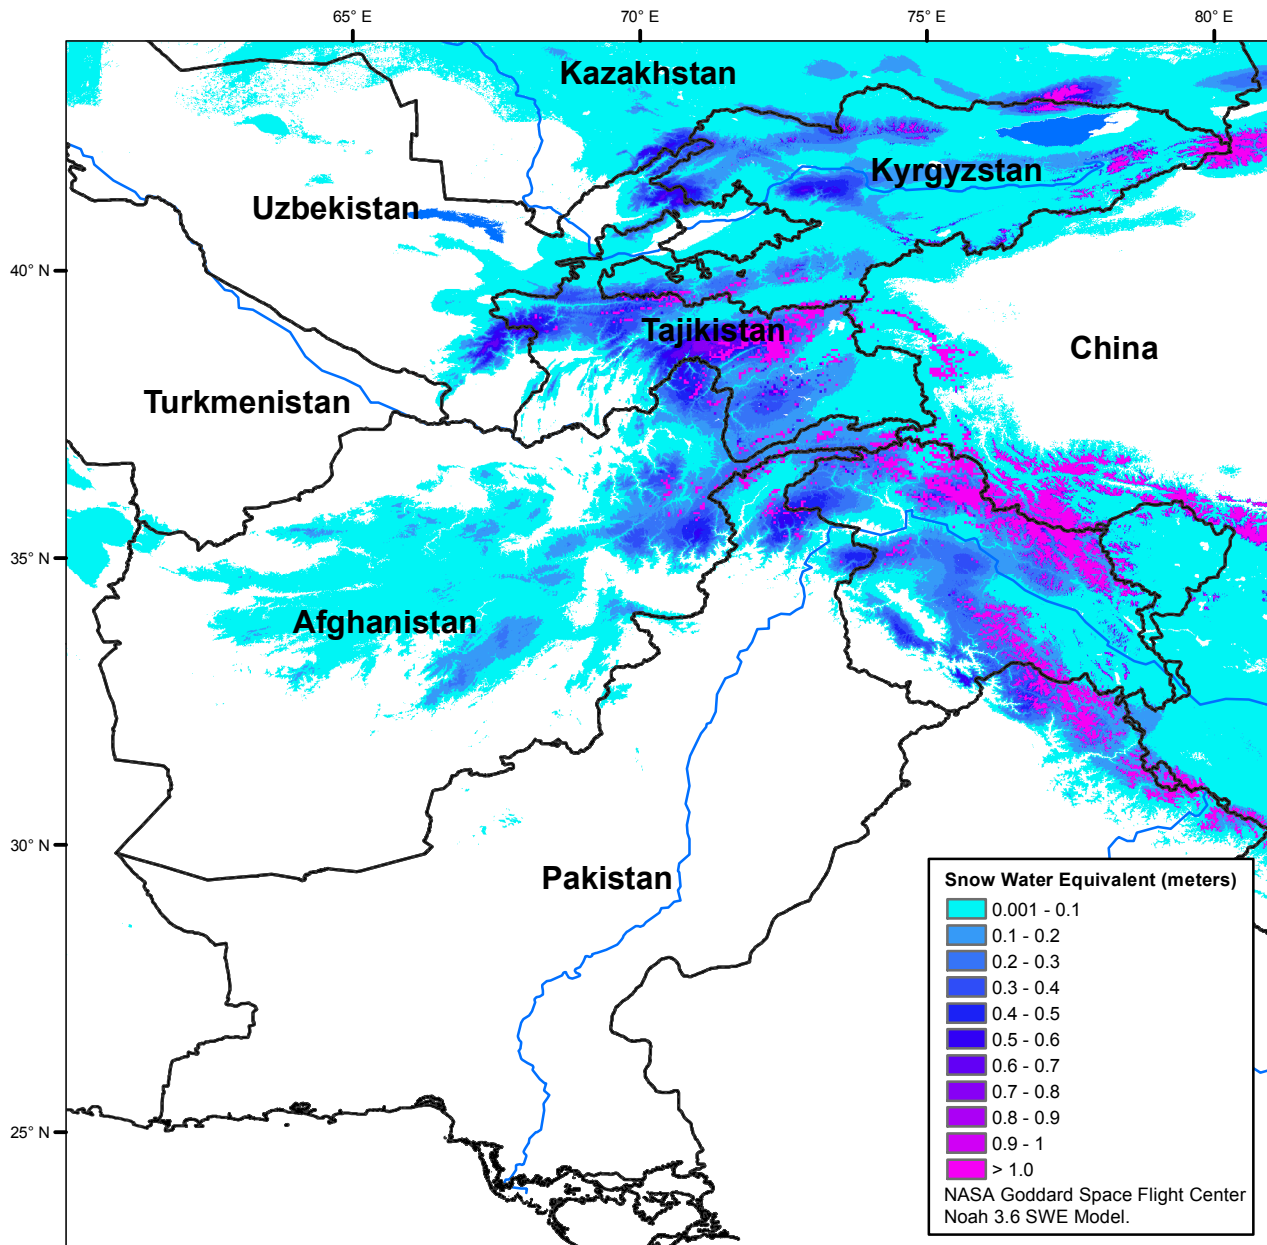 65° E
70° E
75° E
80° E
Kazakhstan
Kyrgyzstan
Uzbekistan
40° N
Tajikistan
China
Turkmenistan
35° N
Afghanistan
30° N
Pakistan
25° N
Snow Water Equivalent (meters)
0.001 - 0.1
0.1 - 0.2
0.2 - 0.3
0.3 - 0.4
0.4 - 0.5
0.5 - 0.6
0.6 - 0.7
0.7 - 0.8
0.8 - 0.9
0.9 - 1
> 1.0
NASA Goddard Space Flight Center
Noah 3.6 SWE Model.